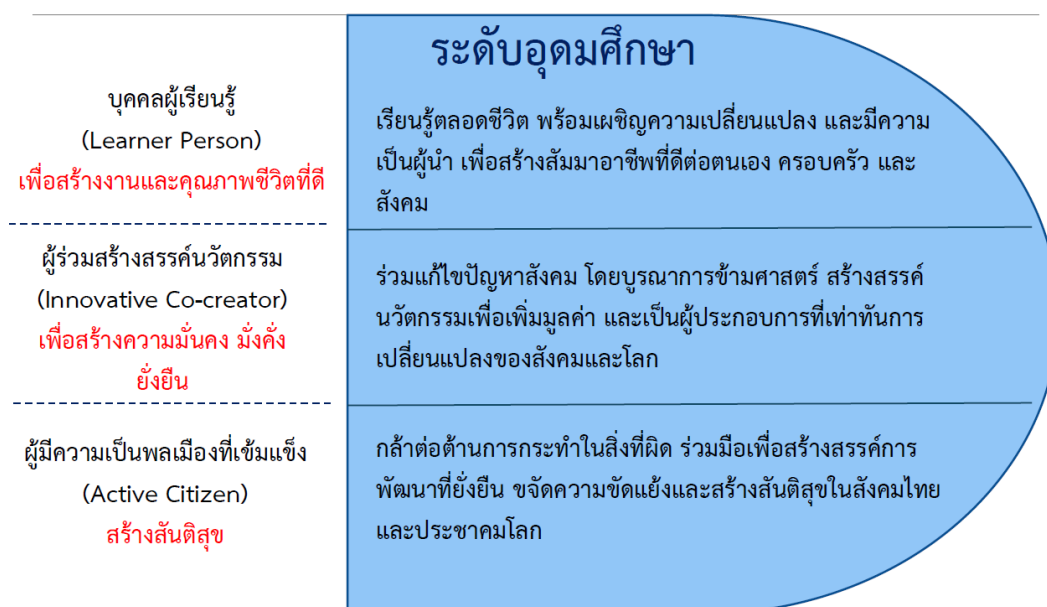 ระดับอุดมศึกษา
บุคคลผู้เรียนรู้
(Learner Person)
เพื่อสร้างงานและคุณภาพชีวิตที่ดี
เรียนรู้ตลอดชีวิต พร้อมเผชิญความเปลี่ยนแปลง และมีความ
เป็นผู้นำ เพื่อสร้างสัมมาอาชีพที่ดีต่อตนเอง ครอบครัว และ
สังคม
ผู้ร่วมสร้างสรรค์นวัตกรรม
(Innovative Co-creator)
เพื่อสร้างความมั่นคง มั่งคั่ง
ยั่งยืน
ร่วมแก้ไขปัญหาสังคม โดยบูรณาการข้ามศาสตร์ สร้างสรรค์
นวัตกรรมเพื่อเพิ่มมูลค่า และเป็นผู้ประกอบการที่เท่าทันการ
เปลี่ยนแปลงของสังคมและโลก
ผู้มีความเป็นพลเมืองที่เข้มแข็ง
(Active Citizen)
สร้างสันติสุข
กล้าต่อต้านการกระทำในสิ่งที่ผิด ร่วมมือเพื่อสร้างสรรค์การ
พัฒนาที่ยั่งยืน ขจัดความขัดแย้งและสร้างสันติสุขในสังคมไทย
และประชาคมโลก